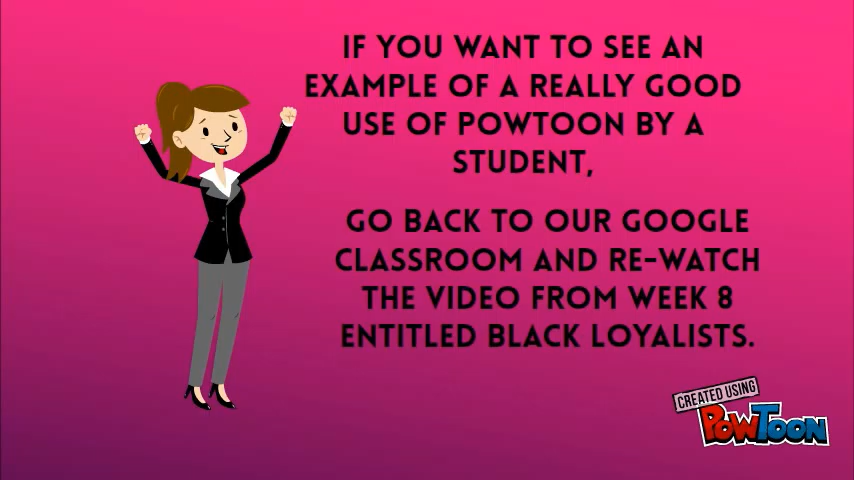 IF YOU WANT TO SEE AN
EXAMPLE OF A REALLY GOOD
USE OF POWTOON BY A
STUDENT,
GO BACK TO OUR GOOGLE
CLASSROOM AND RE-WATCH
THE VIDEO FROM WEEK 8
ENTITLED BLACK LOYALISTS.
CREATED USING
POWTOON